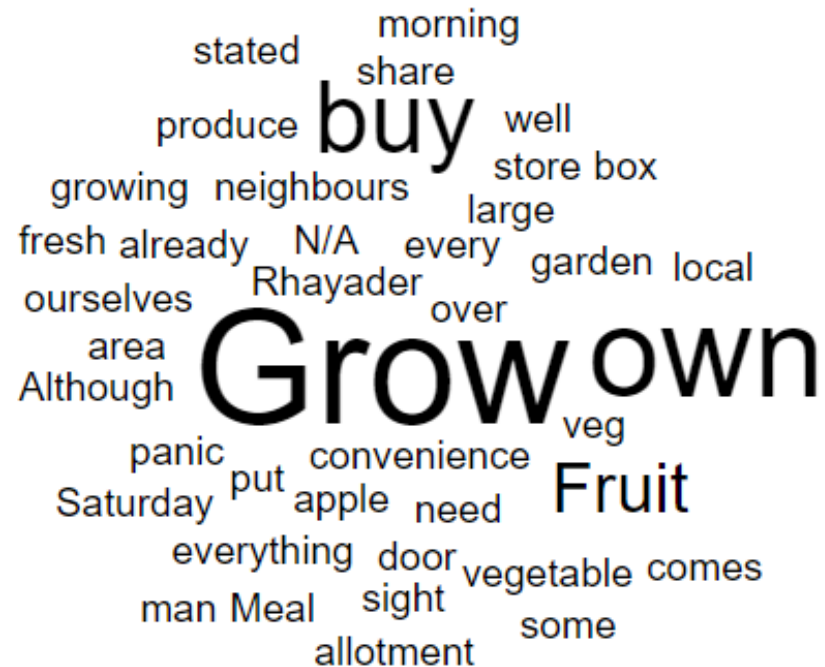 morning
stated
share
buy
produce
well
store box
growing neighbours
large
fresh already N/A every
garden local
Rhayader
ourselves
over
Grow own
area
Although
veg
panic
convenience
put
Fruit
Saturday
apple need
everything door
vegetable comes
man Meal
sight
some
allotment